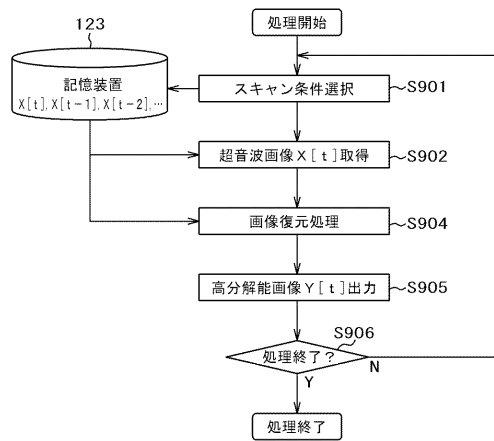 123
処理開始
記憶装置
X[t],X[t-1],X[t-2],…
スキャン条件選択
S901
超音波画像X[t]取得
S902
画像復元処理
S904
高分解能画像Y[t]出力
S905
S906
処理終了?
N
Y
処理終了